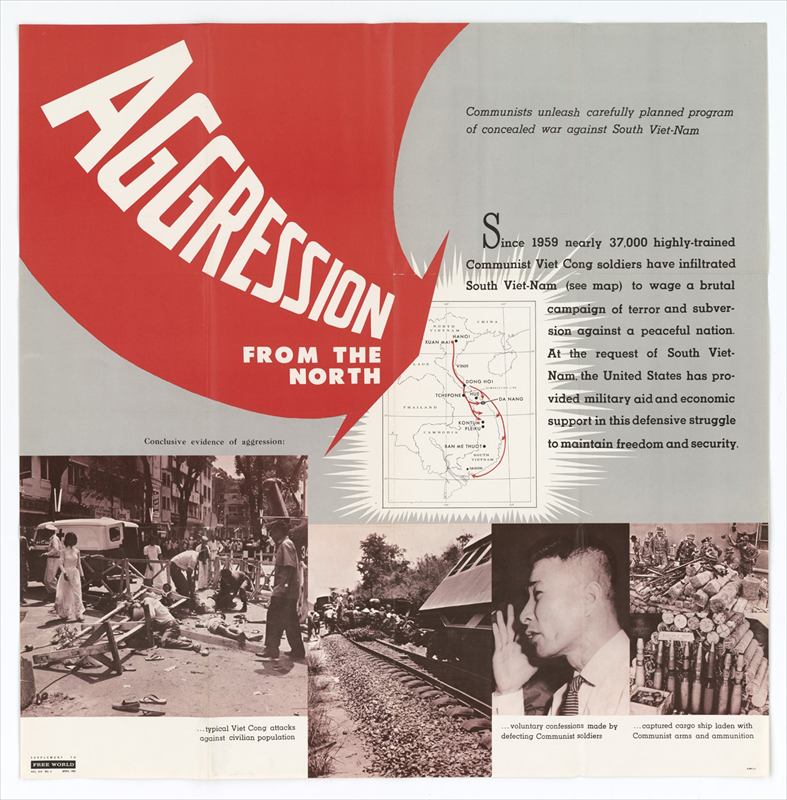 AGGRESSION
FROM THE
NORTH
Communists unleash carefully planned program
of concealed war against South Viet-Nam
Since 1959 nearly 37,000 highly-trained
Communist Viet Cong soldiers have infiltrated
South Viet-Nam (see map) to wage a brutal
campaign of terror and subver-
sion against a peaceful nation.
At the request of South Viet-
Nam, the United States has pro-
vided military aid and economic
support in this defensive struggle
to maintain freedom and security.
CHINA
NORTH
VIETNAM
HANOI
XUAN MAI
LAOS
VINH
DONG HOI
TCHEPONE
HUE
DA NANG
THAILAND
KONTUM
PLEIKU
CAMBODIA
BAN ME THUOT
SOUTH
VIETNAM
SAIGON
Conclusive evidence of aggression:
...typical Viet Cong attacks
against civilian population
...voluntary confessions made by
defecting Communist soldiers
...captured cargo ship laden with
Communist arms and ammunition
SUPPLEMENT TO
FREE WORLD